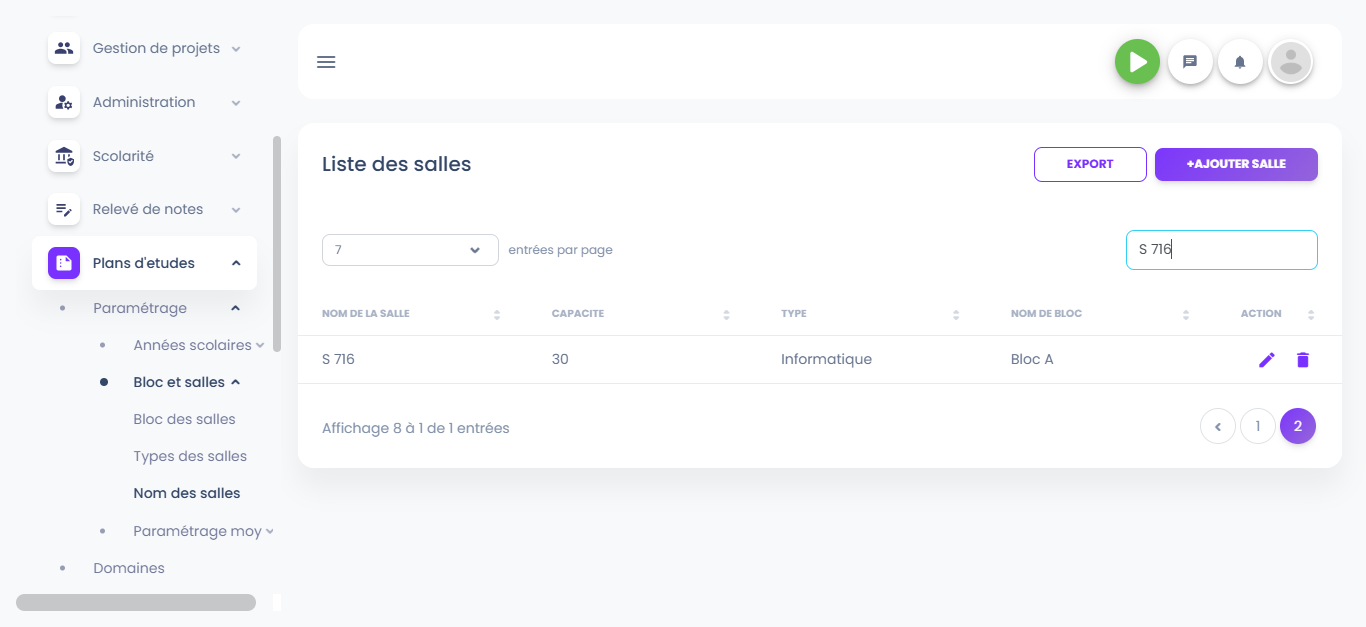 Gestion de projets
Administration
Scolarité
Relevé de notes
Plans d'etudes
Paramétrage
Années scolaires
Bloc et salles
Bloc des salles
Types des salles
Nom des salles
Paramétrage moy
Domaines
Liste des salles
EXPORT
+AJOUTER SALLE
7 entrées par page
S 716
NOM DE LA SALLE CAPACITE TYPE NOM DE BLOC ACTION
S 716 30 Informatique Bloc A
Affichage 8 à 1 de 1 entrées
1 2